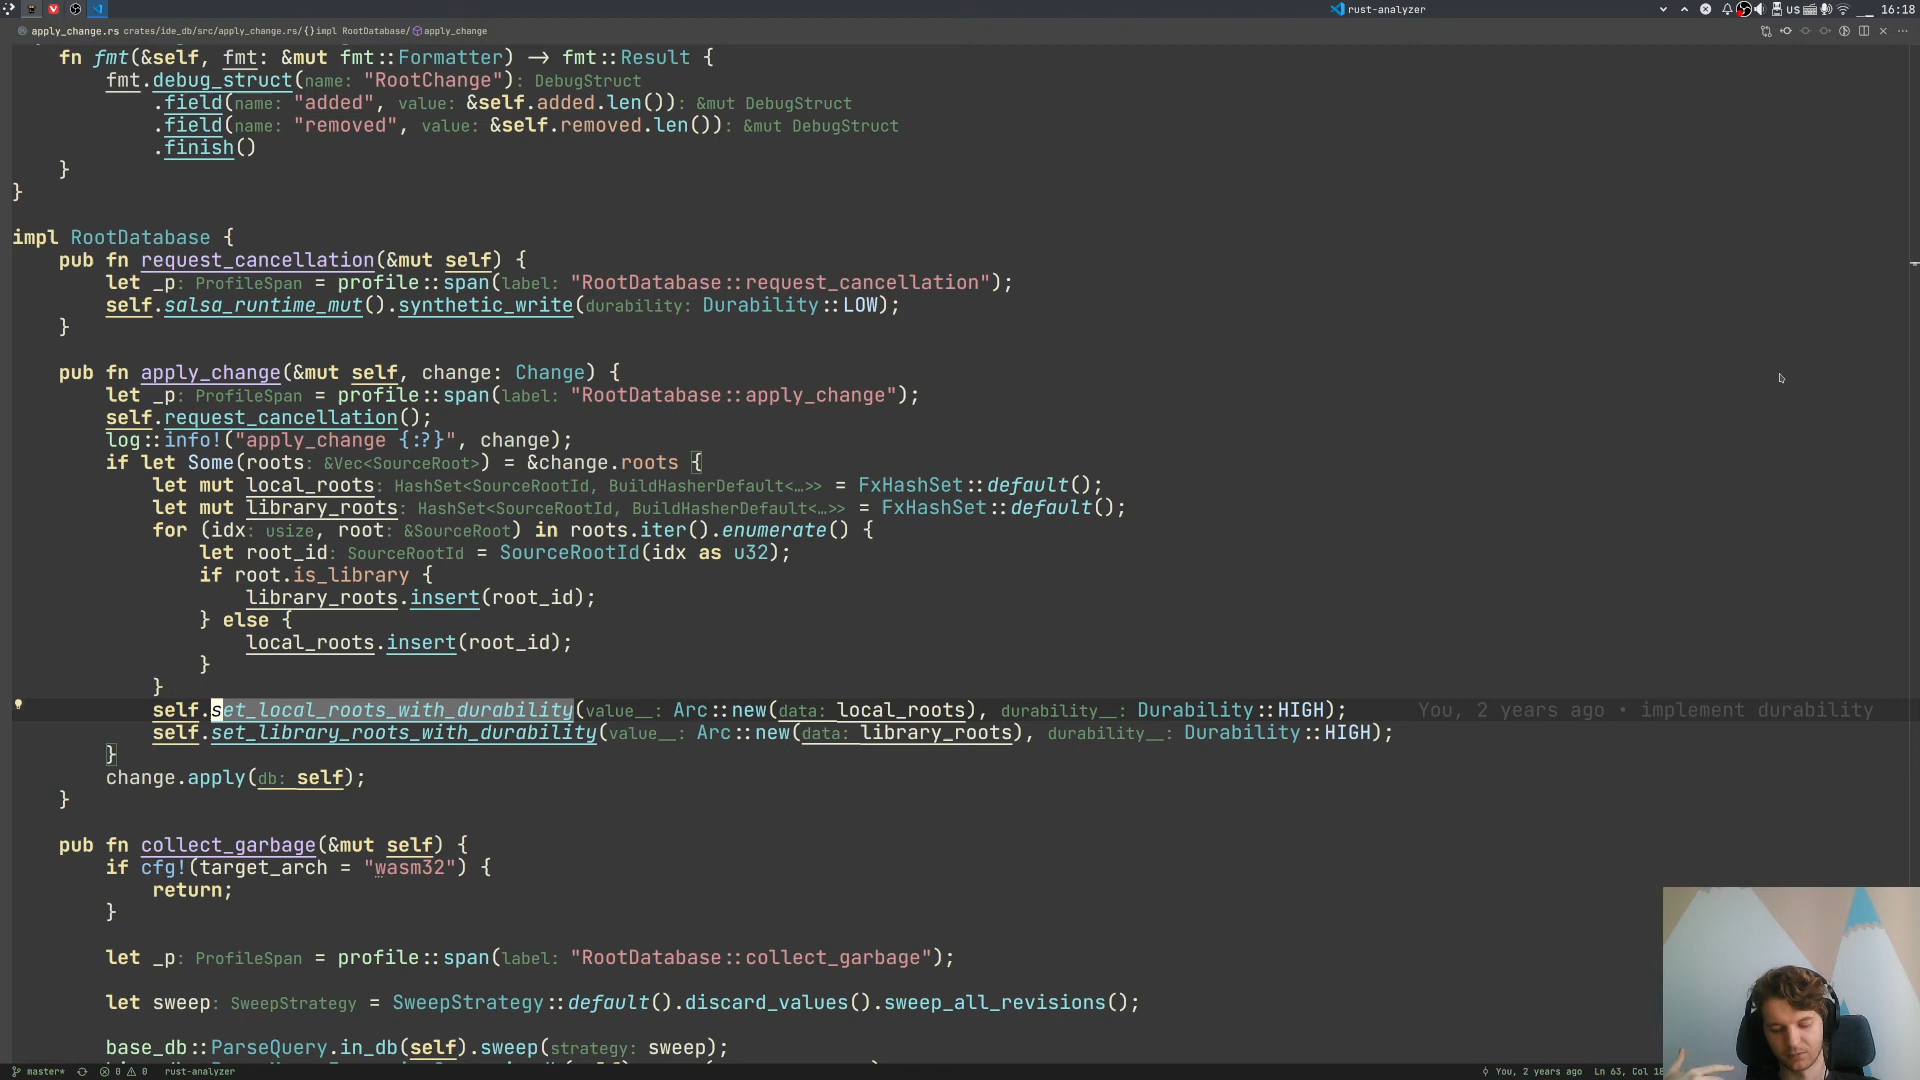 rust-analyzer
us
16:18
apply_change.rs crates/ide_db/src/apply_change.rs/{}impl RootDatabase/apply_change
fn fmt(&self, fmt: &mut fmt::Formatter) -> fmt::Result {
fmt.debug_struct(name: "RootChange"): DebugStruct
.field(name: "added", value: &self.added.len()): &mut DebugStruct
.field(name: "removed", value: &self.removed.len()): &mut DebugStruct
.finish()
}
}
impl RootDatabase {
pub fn request_cancellation(&mut self) {
let _p: ProfileSpan = profile::span(label: "RootDatabase::request_cancellation");
self.salsa_runtime_mut().synthetic_write(durability: Durability::LOW);
}
pub fn apply_change(&mut self, change: Change) {
let _p: ProfileSpan = profile::span(label: "RootDatabase::apply_change");
self.request_cancellation();
log::info!("apply_change {:?}", change);
if let Some(roots: &Vec<SourceRoot>) = &change.roots {
let mut local_roots: HashSet<SourceRootId, BuildHasherDefault<…>> = FxHashSet::default();
let mut library_roots: HashSet<SourceRootId, BuildHasherDefault<…>> = FxHashSet::default();
for (idx: usize, root: &SourceRoot) in roots.iter().enumerate() {
let root_id: SourceRootId = SourceRootId(idx as u32);
if root.is_library {
library_roots.insert(root_id);
} else {
local_roots.insert(root_id);
}
}
self.set_local_roots_with_durability(value__: Arc::new(data: local_roots), durability__: Durability::HIGH); You, 2 years ago • implement durability
self.set_library_roots_with_durability(value__: Arc::new(data: library_roots), durability__: Durability::HIGH);
}
change.apply(db: self);
}
pub fn collect_garbage(&mut self) {
if cfg!(target_arch = "wasm32") {
return;
}
let _p: ProfileSpan = profile::span(label: "RootDatabase::collect_garbage");
let sweep: SweepStrategy = SweepStrategy::default().discard_values().sweep_all_revisions();
base_db::ParseQuery.in_db(self).sweep(strategy: sweep);
master* 0 0 rust-analyzer
You, 2 years ago Ln 63, Col 18